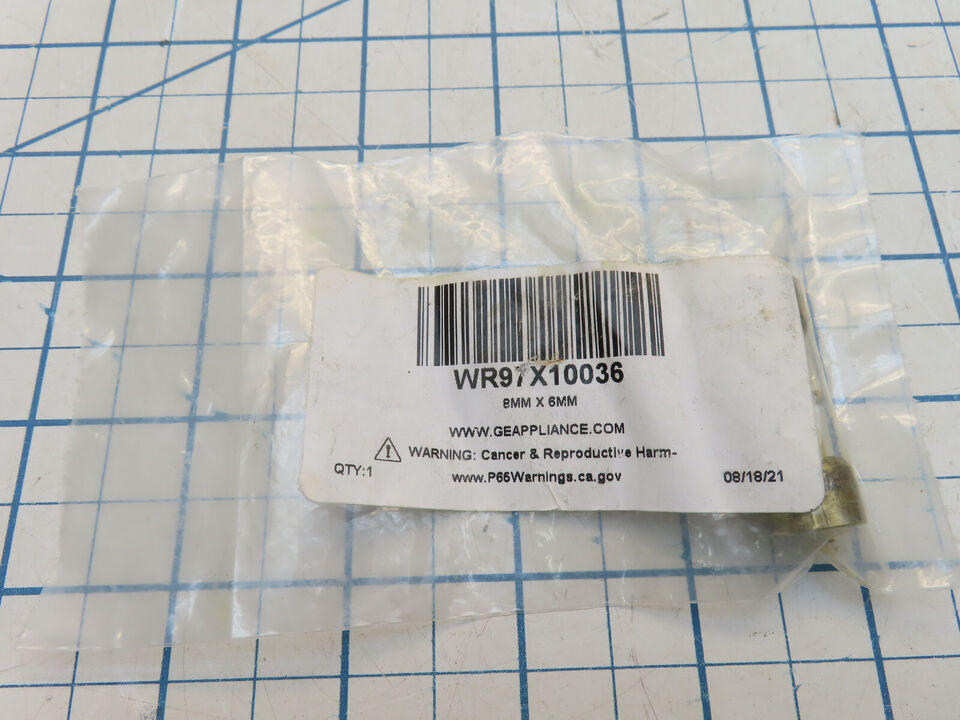 WR97X10036
8MM X 6MM
WWW.GEAPPLIANCE.COM
WARNING: Cancer & Reproductive Harm-
QTY:1
www.P65Warnings.ca.gov
08/18/21